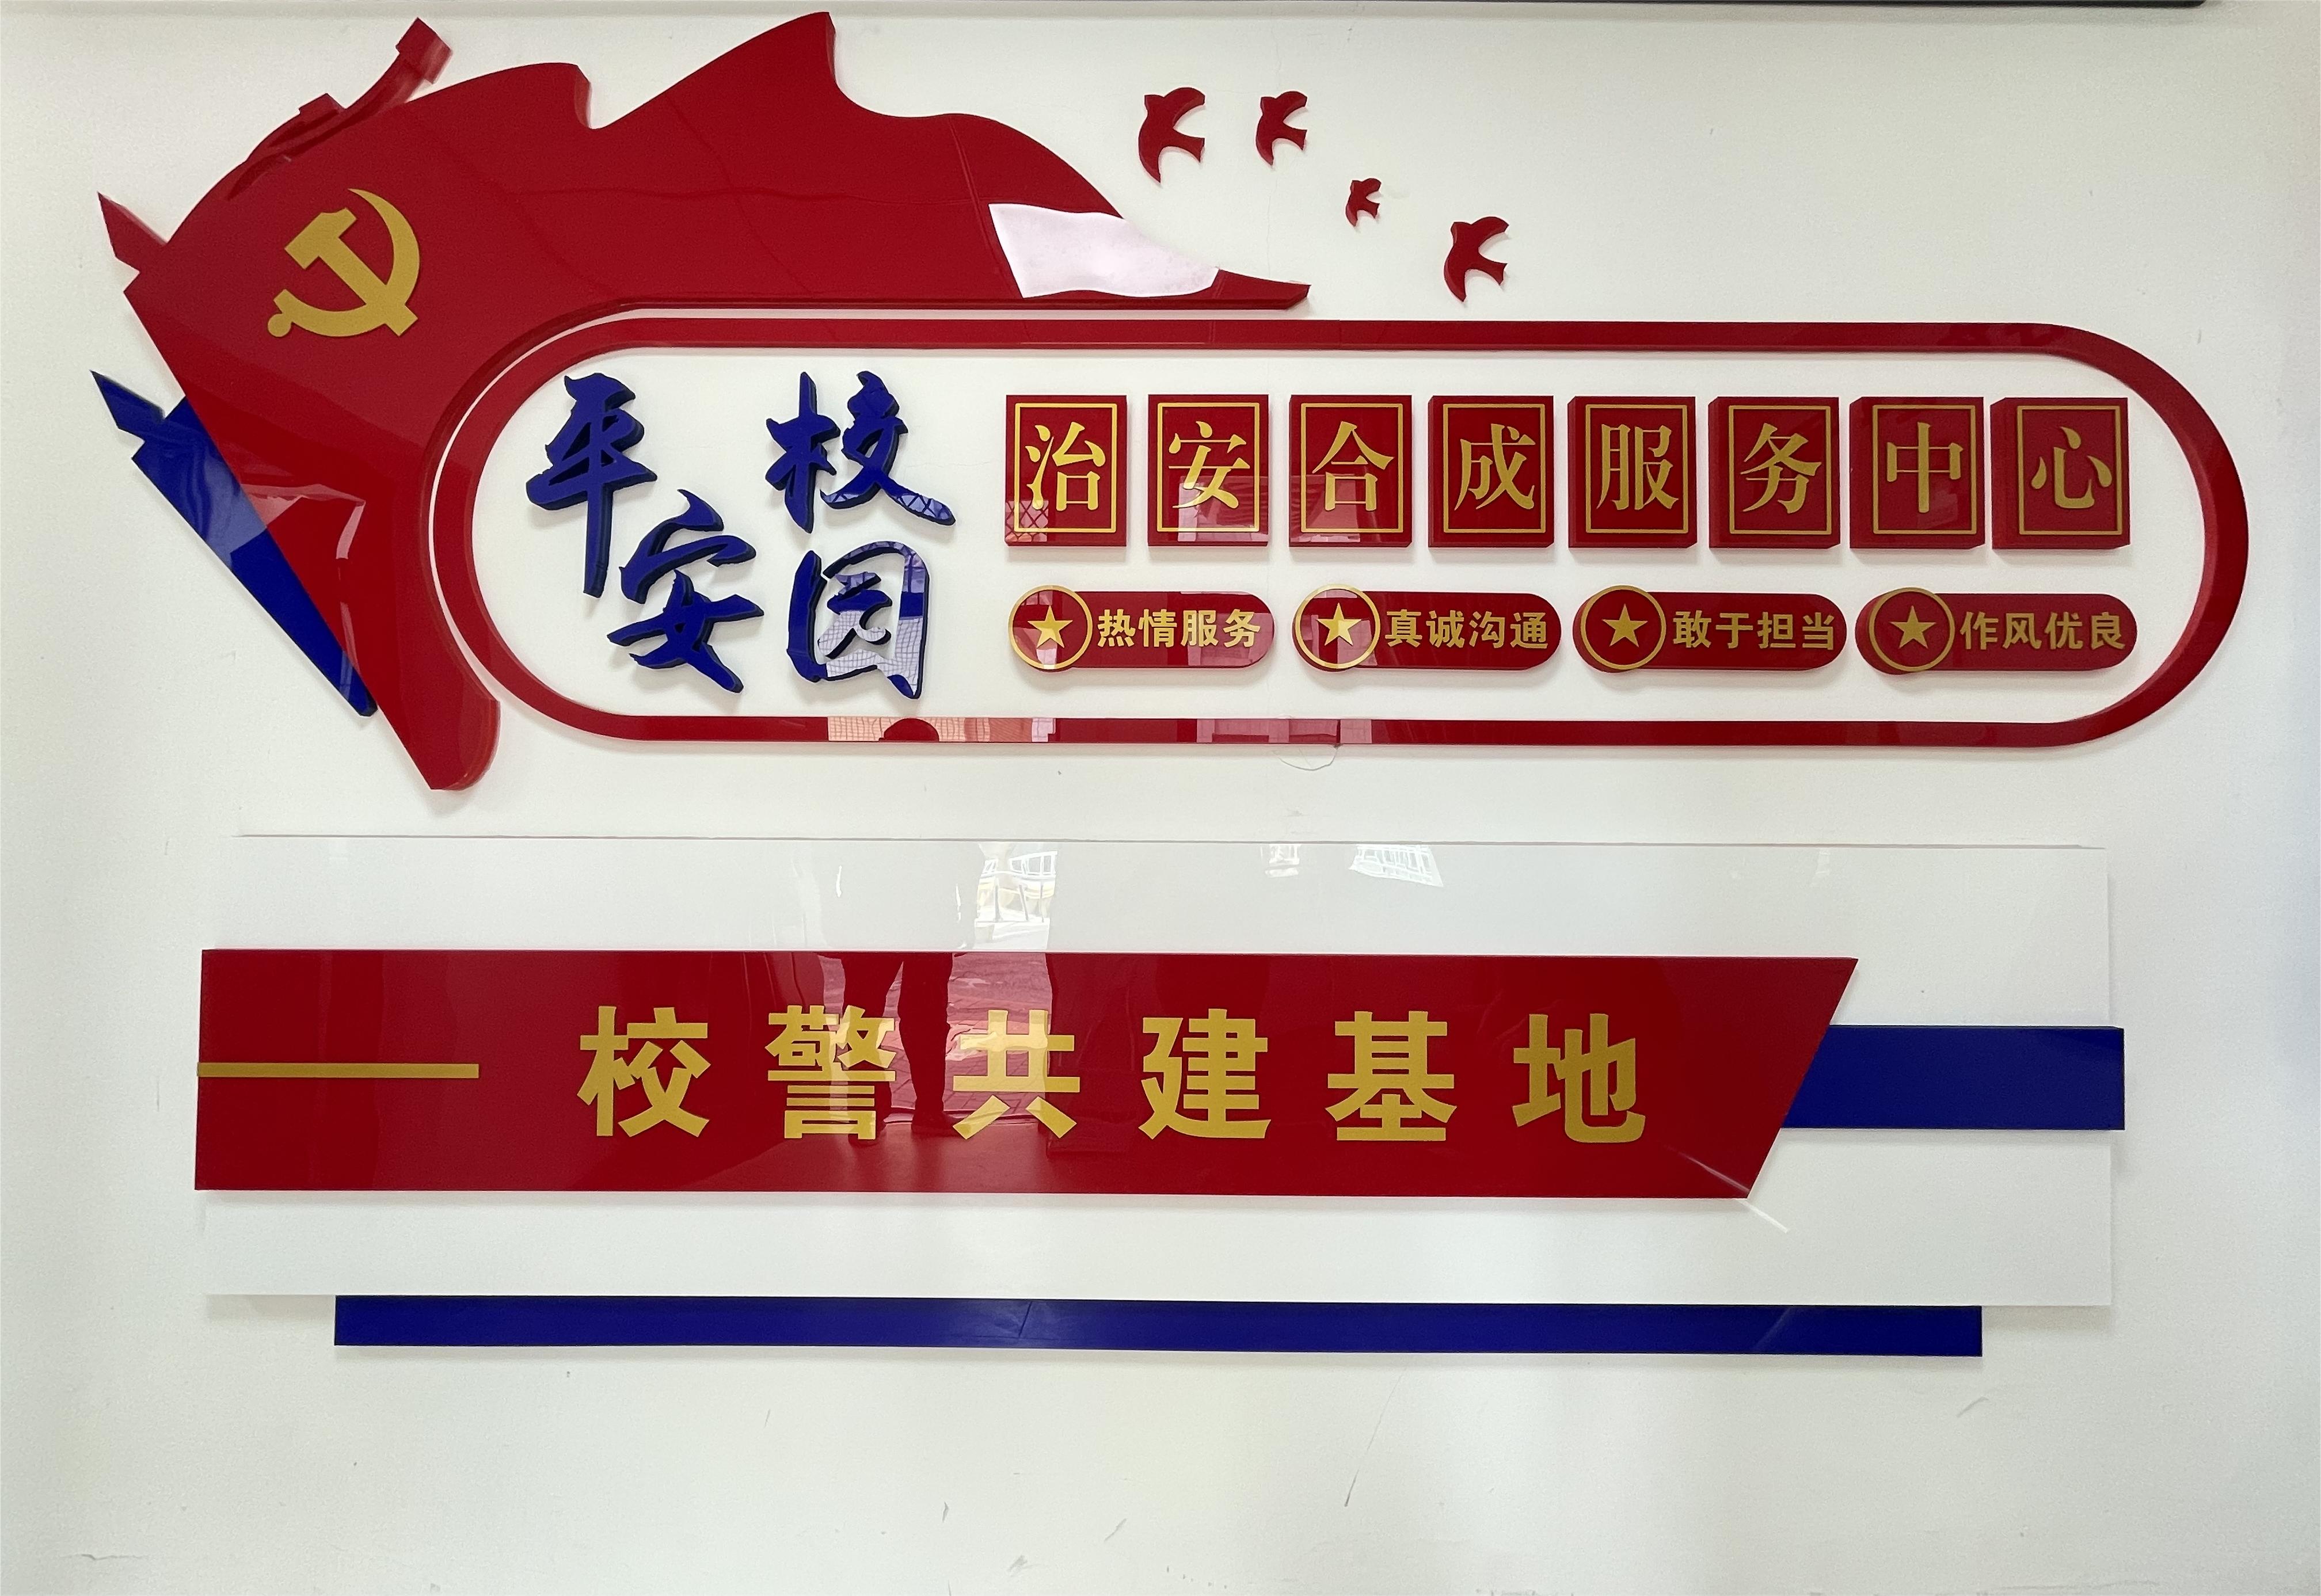 平安校园
治安合成服务中心
热情服务 真诚沟通 敢于担当 作风优良
校警共建基地